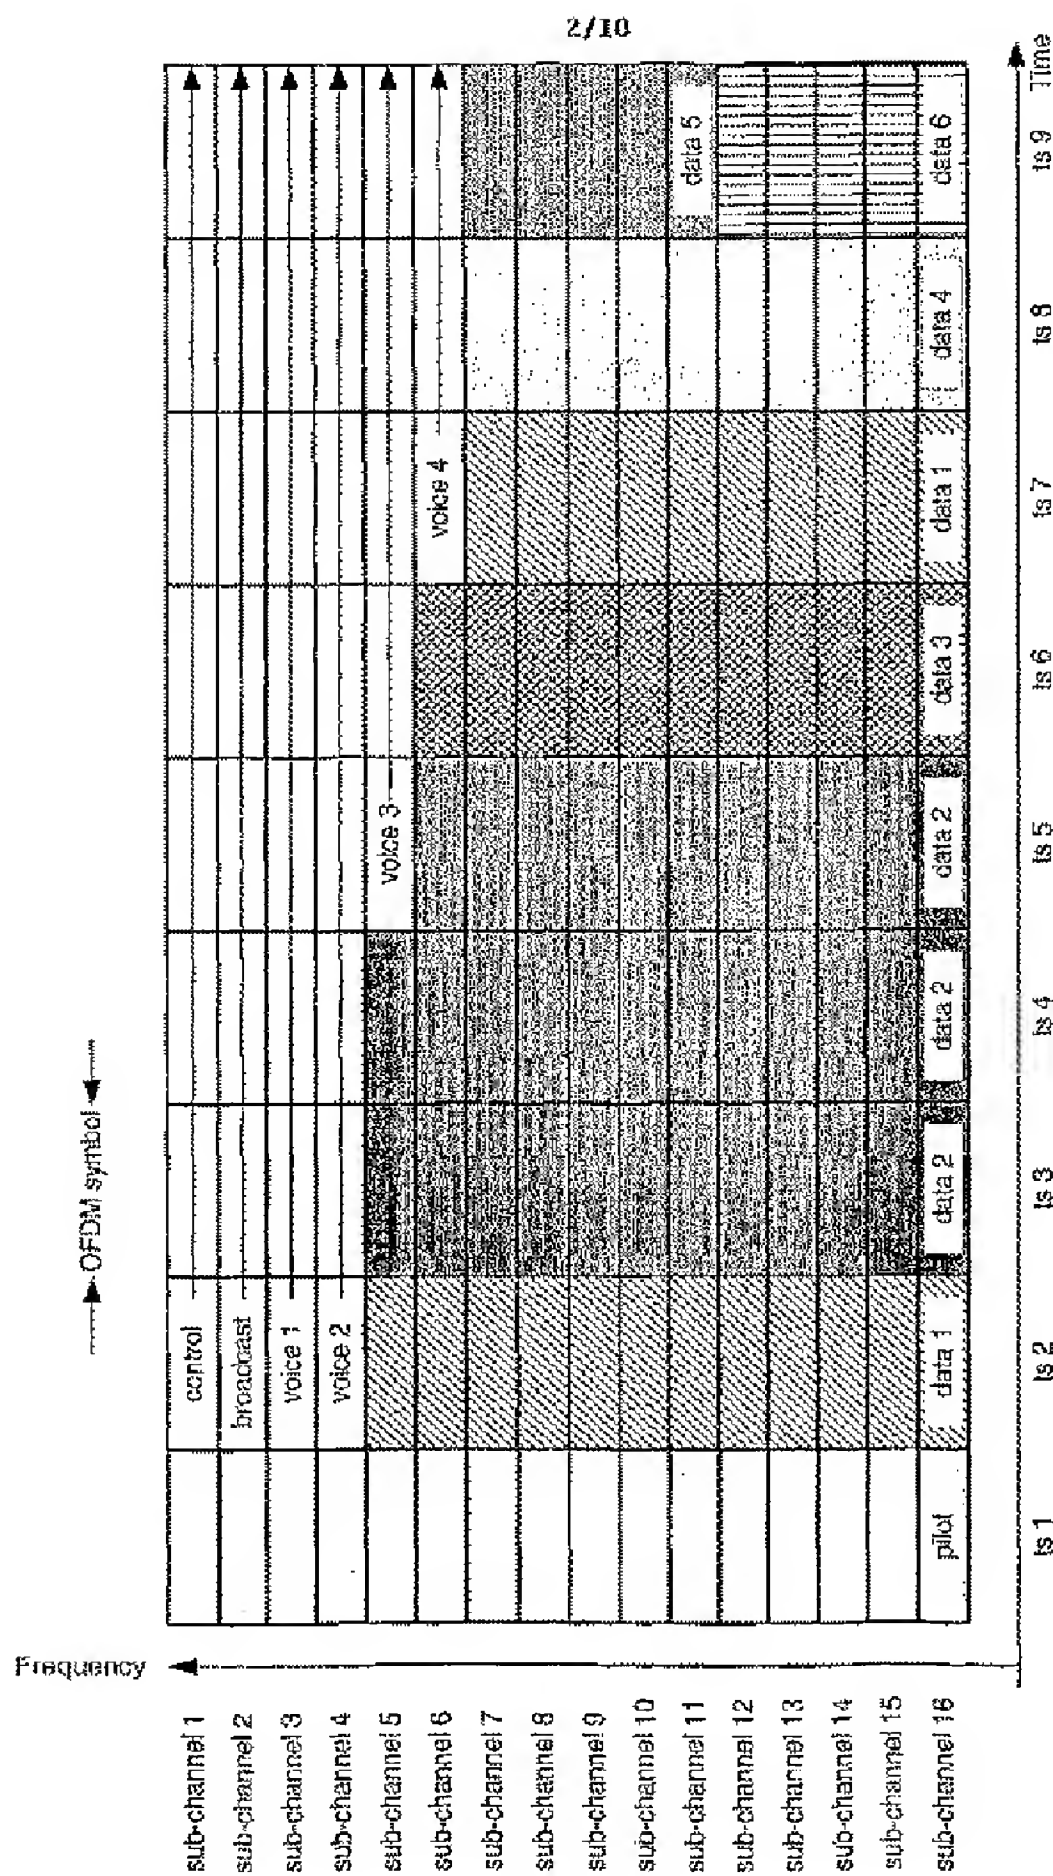 2/10
OFDM symbol
Frequency
sub-channel 1
sub-channel 2
sub-channel 3
sub-channel 4
sub-channel 5
sub-channel 6
sub-channel 7
sub-channel 8
sub-channel 9
sub-channel 10
sub-channel 11
sub-channel 12
sub-channel 13
sub-channel 14
sub-channel 15
sub-channel 16
control
broadcast
voice 1
voice 2
voice 3
voice 4
pilot
data 1
data 2
data 2
data 2
data 3
data 1
data 4
data 5
data 6
ts 1
ts 2
ts 3
ts 4
ts 5
ts 6
ts 7
ts 8
ts 9
Time